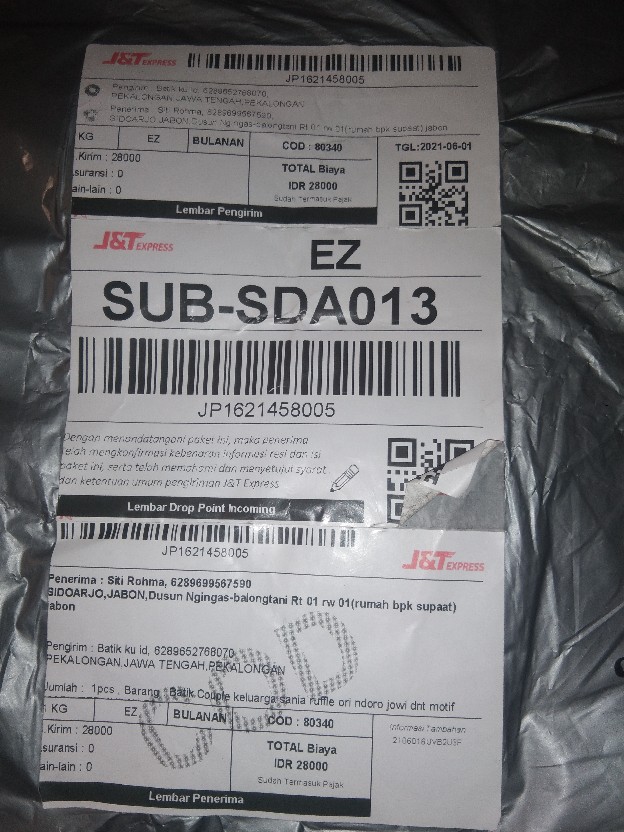 J&T EXPRESS
JP1621458005
Pengirim : Batik ku id, 6289652768070,
PEKALONGAN,JAWA TENGAH,PEKALONGAN
Penerima : Siti Rohma, 6289699567590,
SIDOARJO,JABON,Dusun Ngingas-balongtani Rt 01 rw 01(rumah bpk supaat) jabon
KG EZ BULANAN COD : 80340 TGL:2021-06-01
.Kirim : 28000
suransi : 0
ain-lain : 0
TOTAL Biaya
IDR 28000
Sudah Termasuk Pajak
Lembar Pengirim
J&T EXPRESS
EZ
SUB-SDA013
JP1621458005
Dengan menandatangani paket ini, maka penerima
telah mengkonfirmasi kebenaran informasi resi dan isi
paket ini, serta telah memahami dan menyetujui syarat
dan ketentuan umum pengiriman J&T Express
Lembar Drop Point Incoming
JP1621458005
J&T EXPRESS
Penerima : Siti Rohma, 6289699567590
SIDOARJO,JABON,Dusun Ngingas-balongtani Rt 01 rw 01(rumah bpk supaat)
jabon
Pengirim : Batik ku id, 6289652768070
PEKALONGAN,JAWA TENGAH,PEKALONGAN
COD
Jumlah : 1pcs , Barang : Batik Couple keluarga sania ruffle ori ndoro jowi dnt motif
KG EZ BULANAN COD : 80340
.Kirim : 28000
suransi : 0
ain-lain : 0
TOTAL Biaya
IDR 28000
Sudah Termasuk Pajak
Informasi Tambahan
Lembar Penerima